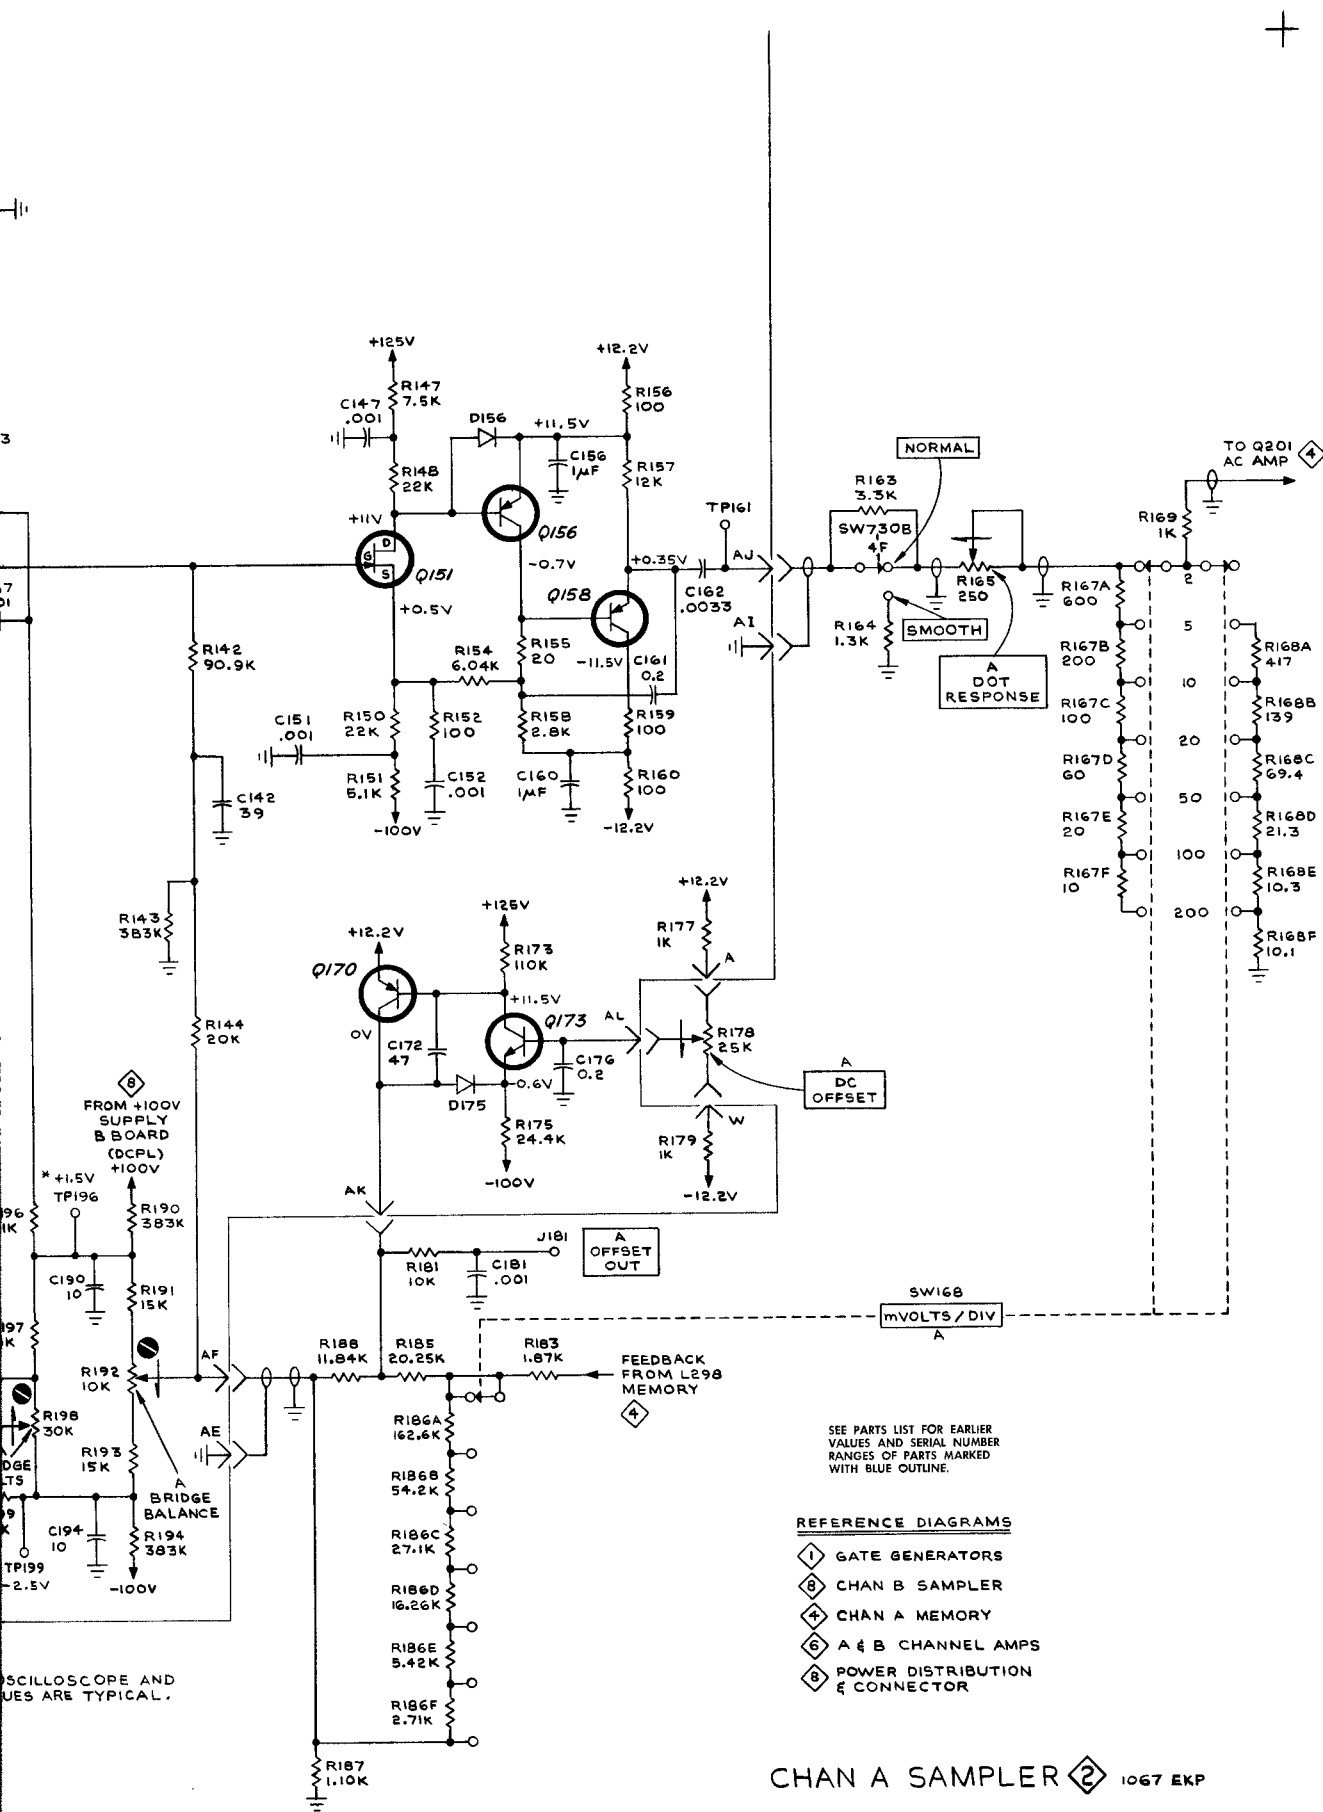 +125V
R147
7.5K
C147
.001
R148
22K
+11V
D
G
S
Q151
+0.5V
D156
+11.5V
C156
1µF
Q156
-0.7V
+12.2V
R156
100
R157
12K
+0.35V
Q158
-11.5V
C162
.0033
TP161
AJ
AI
C161
0.2
R142
90.9K
R154
6.04K
R155
20
R150
22K
R152
100
R158
2.8K
R159
100
C151
.001
R151
5.1K
C152
.001
C160
1µF
R160
100
-100V
-12.2V
C142
39
R143
383K
R144
20K
NORMAL
R163
3.3K
SW730B
4F
R164
1.3K
SMOOTH
R165
250
A
DOT
RESPONSE
TO Q201
AC AMP
4
R169
1K
R167A
600
R167B
200
R167C
100
R167D
60
R167E
20
R167F
10
2
5
10
20
50
100
200
R168A
417
R168B
139
R168C
69.4
R168D
21.3
R168E
10.3
R168F
10.1
+12.2V
Q170
0V
+125V
R173
110K
+11.5V
Q173
C172
47
D175
-0.6V
R175
24.4K
-100V
C176
0.2
AL
+12.2V
R177
1K
A
R178
25K
A
DC
OFFSET
W
R179
1K
-12.2V
AK
8
FROM +100V
SUPPLY
B BOARD
(DCPL)
+100V
* +1.5V
TP196
R190
383K
C190
10
R191
15K
R192
10K
R198
30K
R193
15K
A
BRIDGE
BALANCE
C194
10
R194
383K
-100V
TP199
-2.5V
AF
AE
R181
10K
C181
.001
J181
A
OFFSET
OUT
SW168
mVOLTS/DIV
A
R188
11.84K
R185
20.25K
R183
1.87K
FEEDBACK
FROM L298
MEMORY
4
R186A
162.6K
R186B
54.2K
R186C
27.1K
R186D
16.26K
R186E
5.42K
R186F
2.71K
R187
1.10K
SCILLOSCOPE AND
UES ARE TYPICAL.
SEE PARTS LIST FOR EARLIER
VALUES AND SERIAL NUMBER
RANGES OF PARTS MARKED
WITH BLUE OUTLINE.
REFERENCE DIAGRAMS
1 GATE GENERATORS
8 CHAN B SAMPLER
4 CHAN A MEMORY
6 A & B CHANNEL AMPS
8 POWER DISTRIBUTION
& CONNECTOR
CHAN A SAMPLER 2 1067 EKP